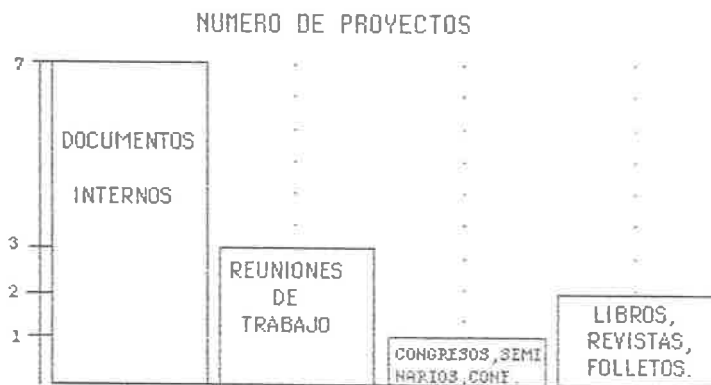 NUMERO DE PROYECTOS
7
DOCUMENTOS
INTERNOS
3
REUNIONES
DE
TRABAJO
2
LIBROS,
REVISTAS,
FOLLETOS.
1
CONGRESOS,SEMI
NARIOS,CONF.